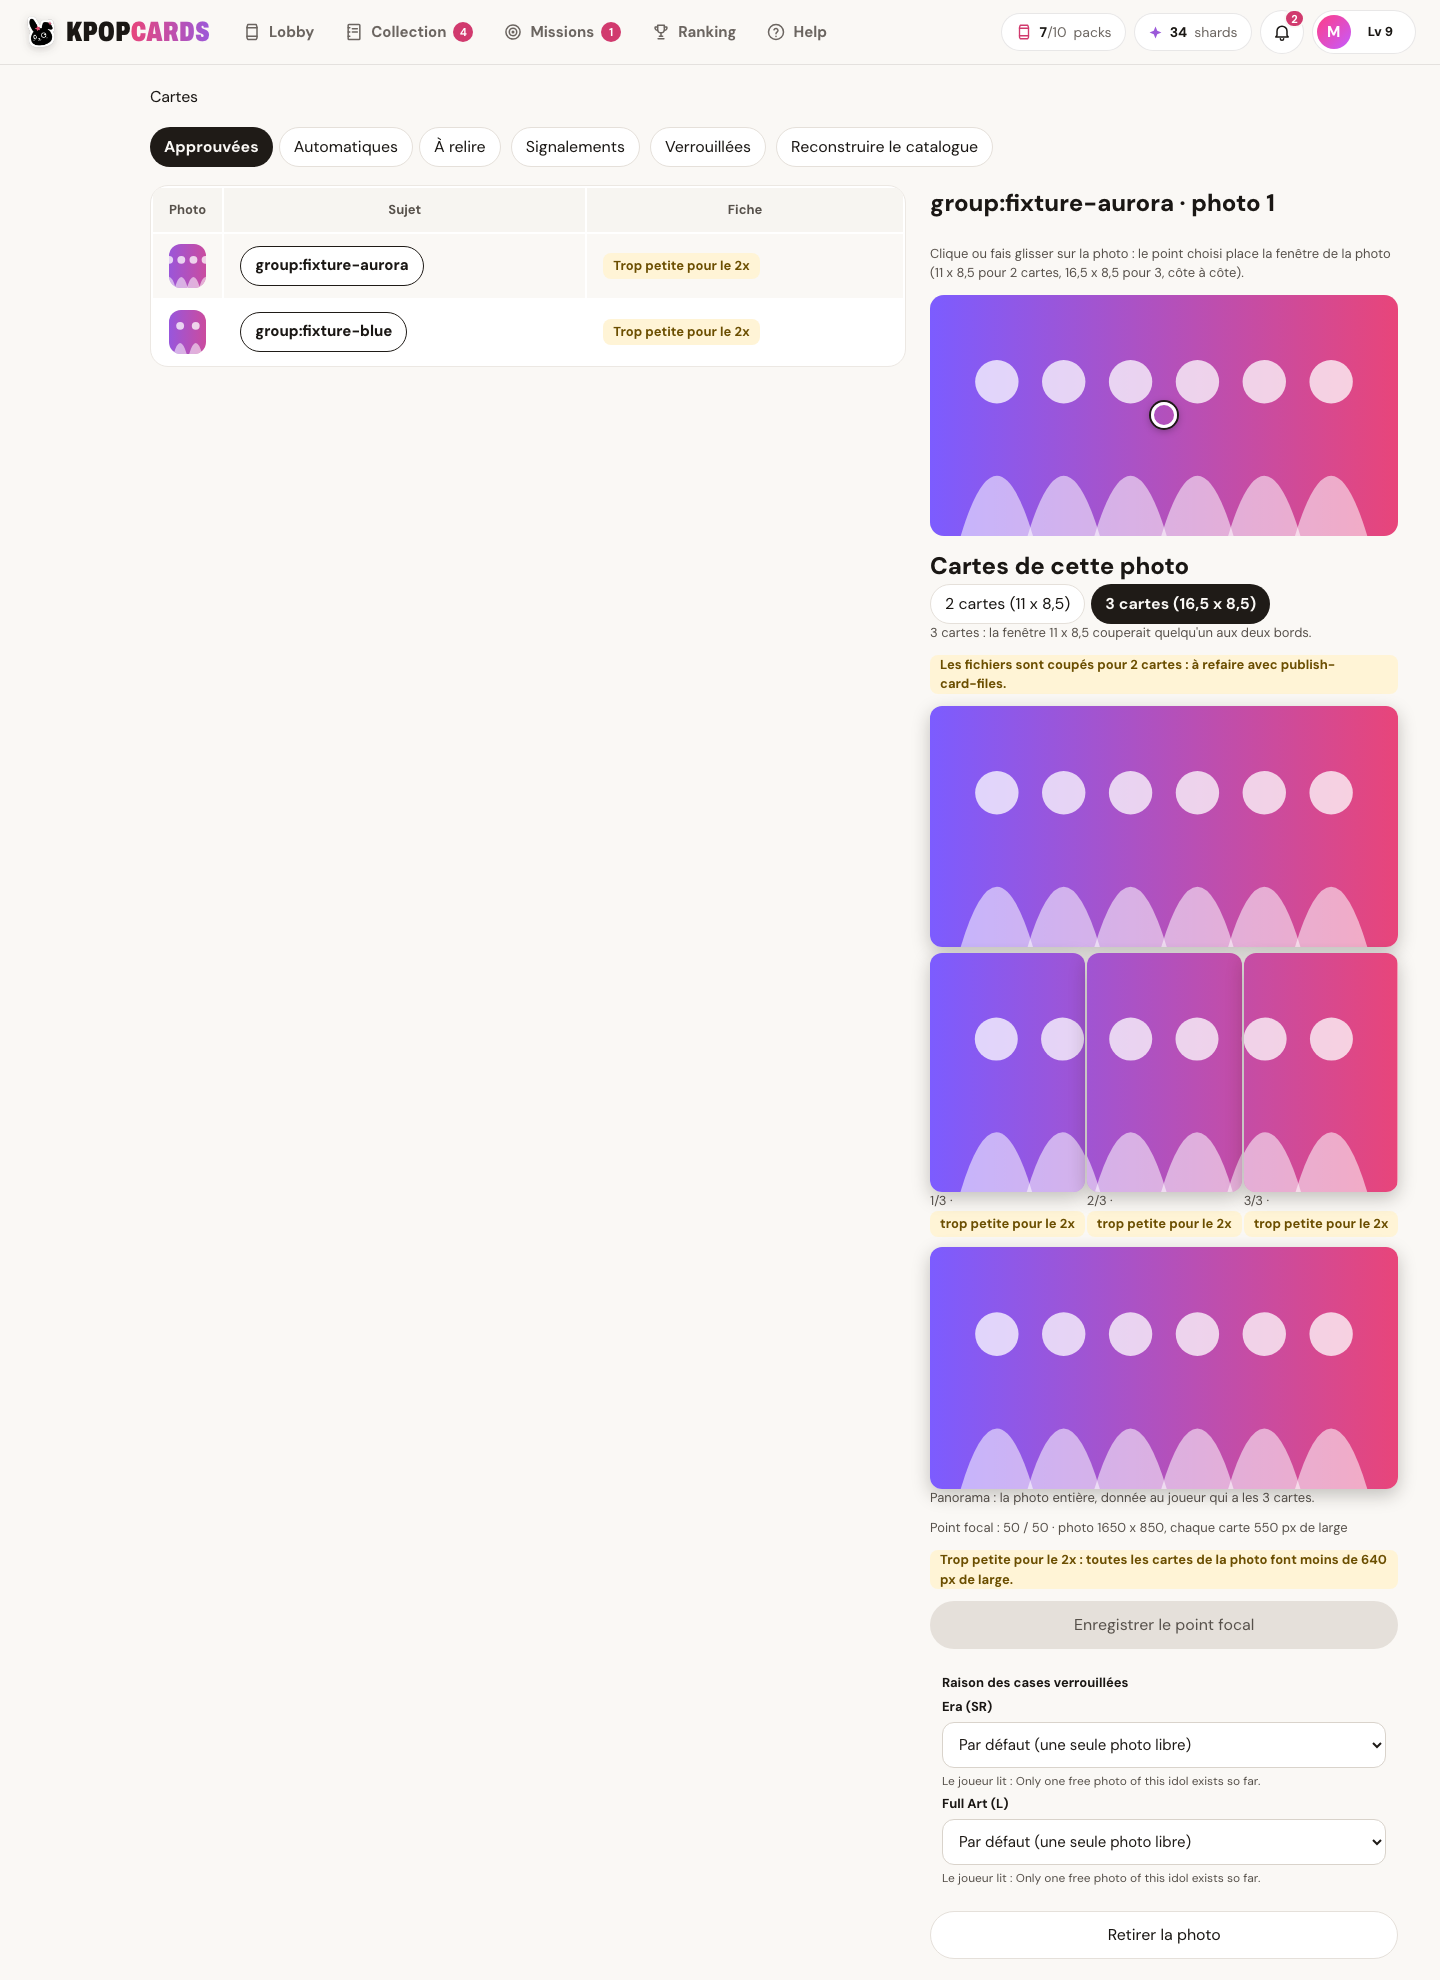 KPOPCARDS
Lobby
Collection 4
Missions 1
Ranking
Help
7/10 packs
34 shards
2
M Lv 9
Cartes
Approuvées
Automatiques
À relire
Signalements
Verrouillées
Reconstruire le catalogue
Photo Sujet Fiche
group:fixture-aurora Trop petite pour le 2x
group:fixture-blue Trop petite pour le 2x
group:fixture-aurora · photo 1
Clique ou fais glisser sur la photo : le point choisi place la fenêtre de la photo
(11 x 8,5 pour 2 cartes, 16,5 x 8,5 pour 3, côte à côte).
Cartes de cette photo
2 cartes (11 x 8,5) 3 cartes (16,5 x 8,5)
3 cartes : la fenêtre 11 x 8,5 couperait quelqu'un aux deux bords.
Les fichiers sont coupés pour 2 cartes : à refaire avec publish-
card-files.
1/3 · 2/3 · 3/3 ·
trop petite pour le 2x trop petite pour le 2x trop petite pour le 2x
Panorama : la photo entière, donnée au joueur qui a les 3 cartes.
Point focal : 50 / 50 · photo 1650 x 850, chaque carte 550 px de large
Trop petite pour le 2x : toutes les cartes de la photo font moins de 640
px de large.
Enregistrer le point focal
Raison des cases verrouillées
Era (SR)
Par défaut (une seule photo libre)
Le joueur lit : Only one free photo of this idol exists so far.
Full Art (L)
Par défaut (une seule photo libre)
Le joueur lit : Only one free photo of this idol exists so far.
Retirer la photo